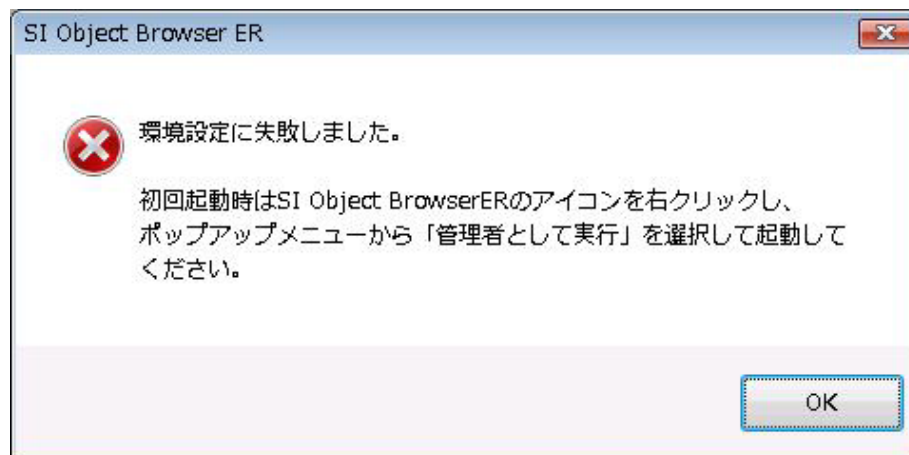 SI Object Browser ER
環境設定に失敗しました。
初回起動時はSI Object BrowserERのアイコンを右クリックし、
ポップアップメニューから「管理者として実行」を選択して起動して
ください。
OK